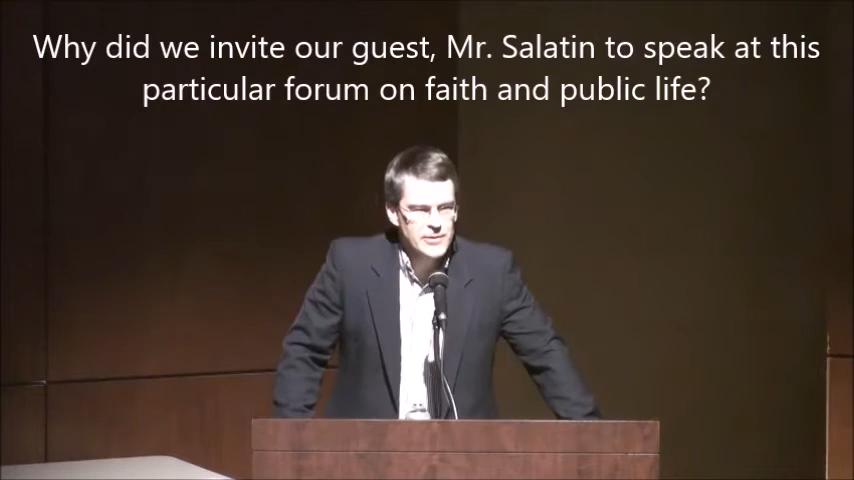 Why did we invite our guest, Mr. Salatin to speak at this
particular forum on faith and public life?